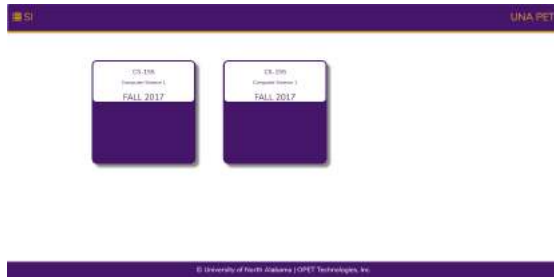 SI
UNA PET
CS-155
Computer Science 1
FALL 2017
CS-155
Computer Science 1
FALL 2017
© University of North Alabama | OPET Technologies, Inc.